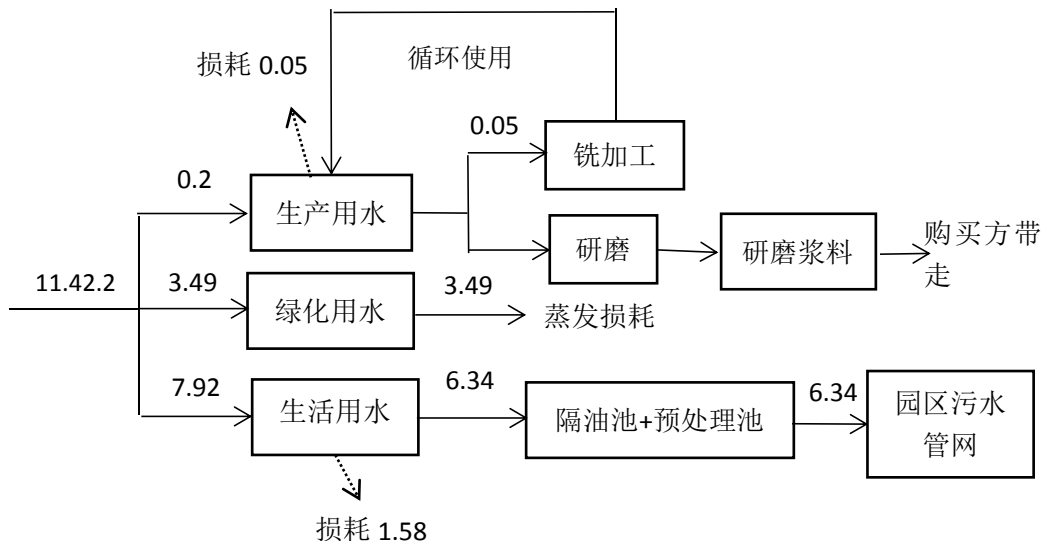 循环使用
损耗 0.05
0.05
铣加工
0.2
生产用水
研磨
研磨浆料
购买方带
走
11.42.2
3.49
绿化用水
3.49
蒸发损耗
7.92
生活用水
6.34
隔油池+预处理池
6.34
园区污水
管网
损耗 1.58